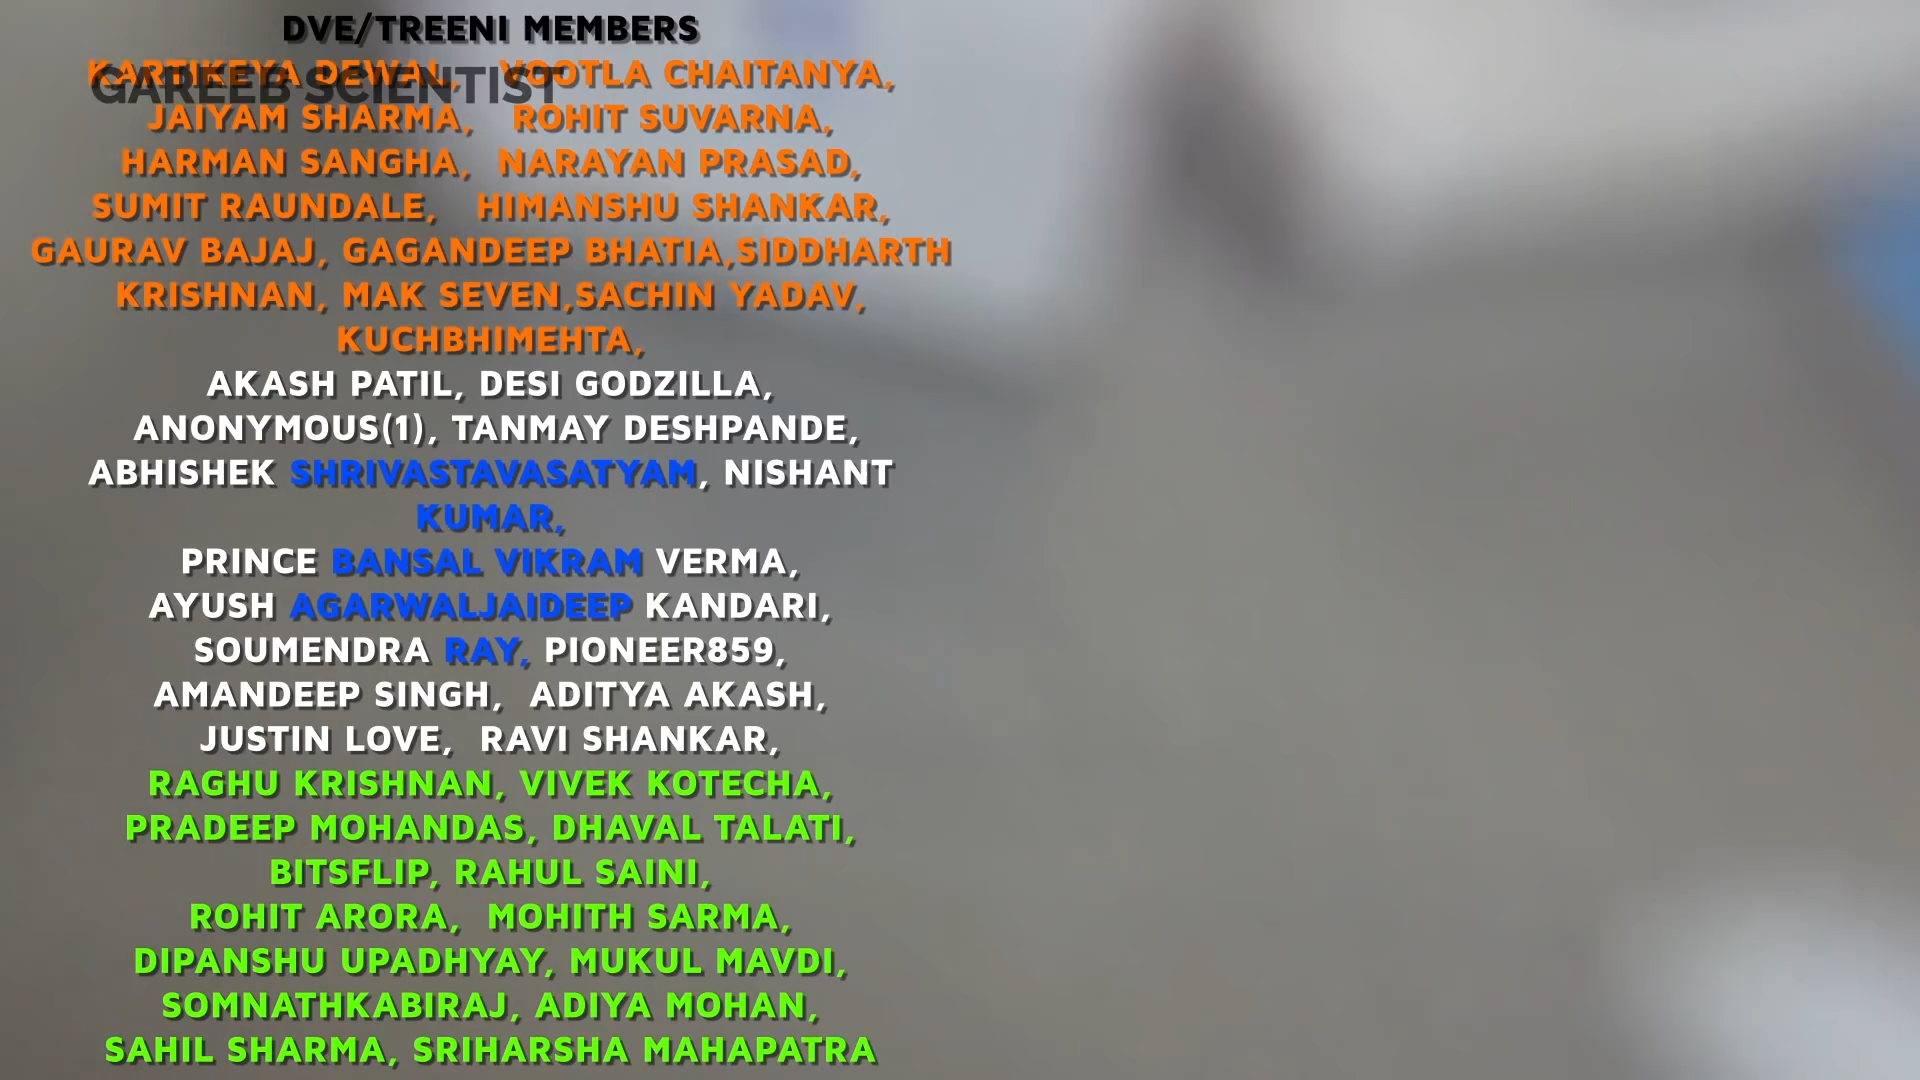 DVE/TREENI MEMBERS
KARTIKEYA DEWAL,   VOOTLA CHAITANYA,
GAREEB SCIENTIST
JAIYAM SHARMA,   ROHIT SUVARNA,
HARMAN SANGHA,  NARAYAN PRASAD,
SUMIT RAUNDALE,   HIMANSHU SHANKAR,
GAURAV BAJAJ, GAGANDEEP BHATIA,SIDDHARTH
KRISHNAN, MAK SEVEN,SACHIN YADAV,
KUCHBHIMEHTA,
AKASH PATIL, DESI GODZILLA,
ANONYMOUS(1), TANMAY DESHPANDE,
ABHISHEK SHRIVASTAVASATYAM, NISHANT
KUMAR,
PRINCE BANSAL VIKRAM VERMA,
AYUSH AGARWALJAIDEEP KANDARI,
SOUMENDRA RAY, PIONEER859,
AMANDEEP SINGH,  ADITYA AKASH,
JUSTIN LOVE,  RAVI SHANKAR,
RAGHU KRISHNAN, VIVEK KOTECHA,
PRADEEP MOHANDAS, DHAVAL TALATI,
BITSFLIP, RAHUL SAINI,
ROHIT ARORA,  MOHITH SARMA,
DIPANSHU UPADHYAY, MUKUL MAVDI,
SOMNATHKABIRAJ, ADIYA MOHAN,
SAHIL SHARMA, SRIHARSHA MAHAPATRA